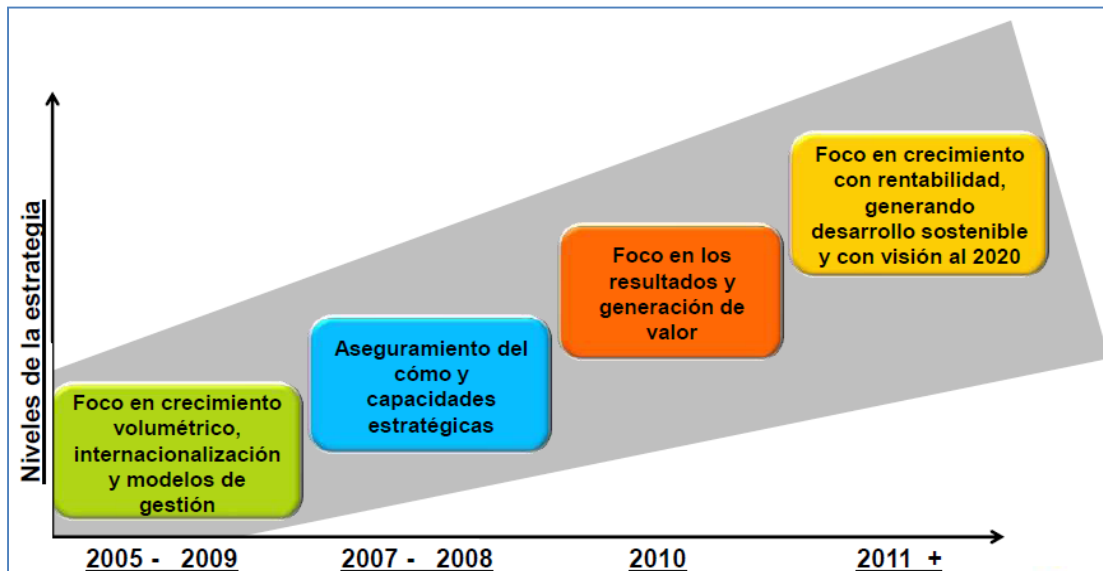 Niveles de la estrategia
Foco en crecimiento
volumétrico,
internacionalización
y modelos de
gestión
Aseguramiento del
cómo y
capacidades
estratégicas
Foco en los
resultados y
generación de
valor
Foco en crecimiento
con rentabilidad,
generando
desarrollo sostenible
y con visión al 2020
2005 - 2009
2007 - 2008
2010
2011 +